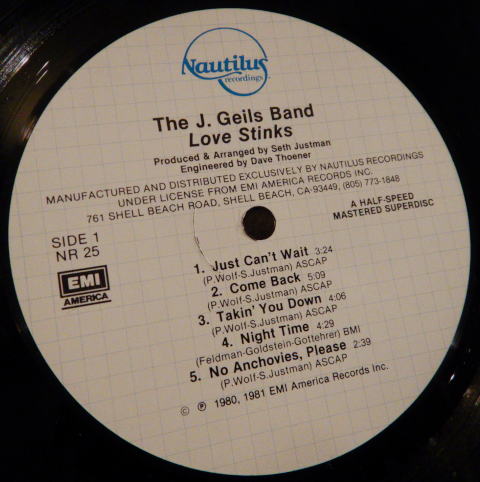 Nautilus
recordings
The J. Geils Band
Love Stinks
Produced & Arranged by Seth Justman
Engineered by Dave Thoener
MANUFACTURED AND DISTRIBUTED EXCLUSIVELY BY NAUTILUS RECORDINGS
UNDER LICENSE FROM EMI AMERICA RECORDS INC.
761 SHELL BEACH ROAD, SHELL BEACH, CA-93449, (805) 773-1848
SIDE 1
NR 25
A HALF-SPEED
MASTERED SUPERDISC
EMI
AMERICA
1. Just Can't Wait 3:24
(P.Wolf-S.Justman) ASCAP
2. Come Back 5:09
(P.Wolf-S.Justman) ASCAP
3. Takin' You Down 4:06
(P.Wolf-S.Justman) ASCAP
4. Night Time 4:29
(Feldman-Goldstein-Gottehrer) BMI
5. No Anchovies, Please 2:39
(P.Wolf-S.Justman) ASCAP
© ℗ 1980, 1981 EMI America Records Inc.